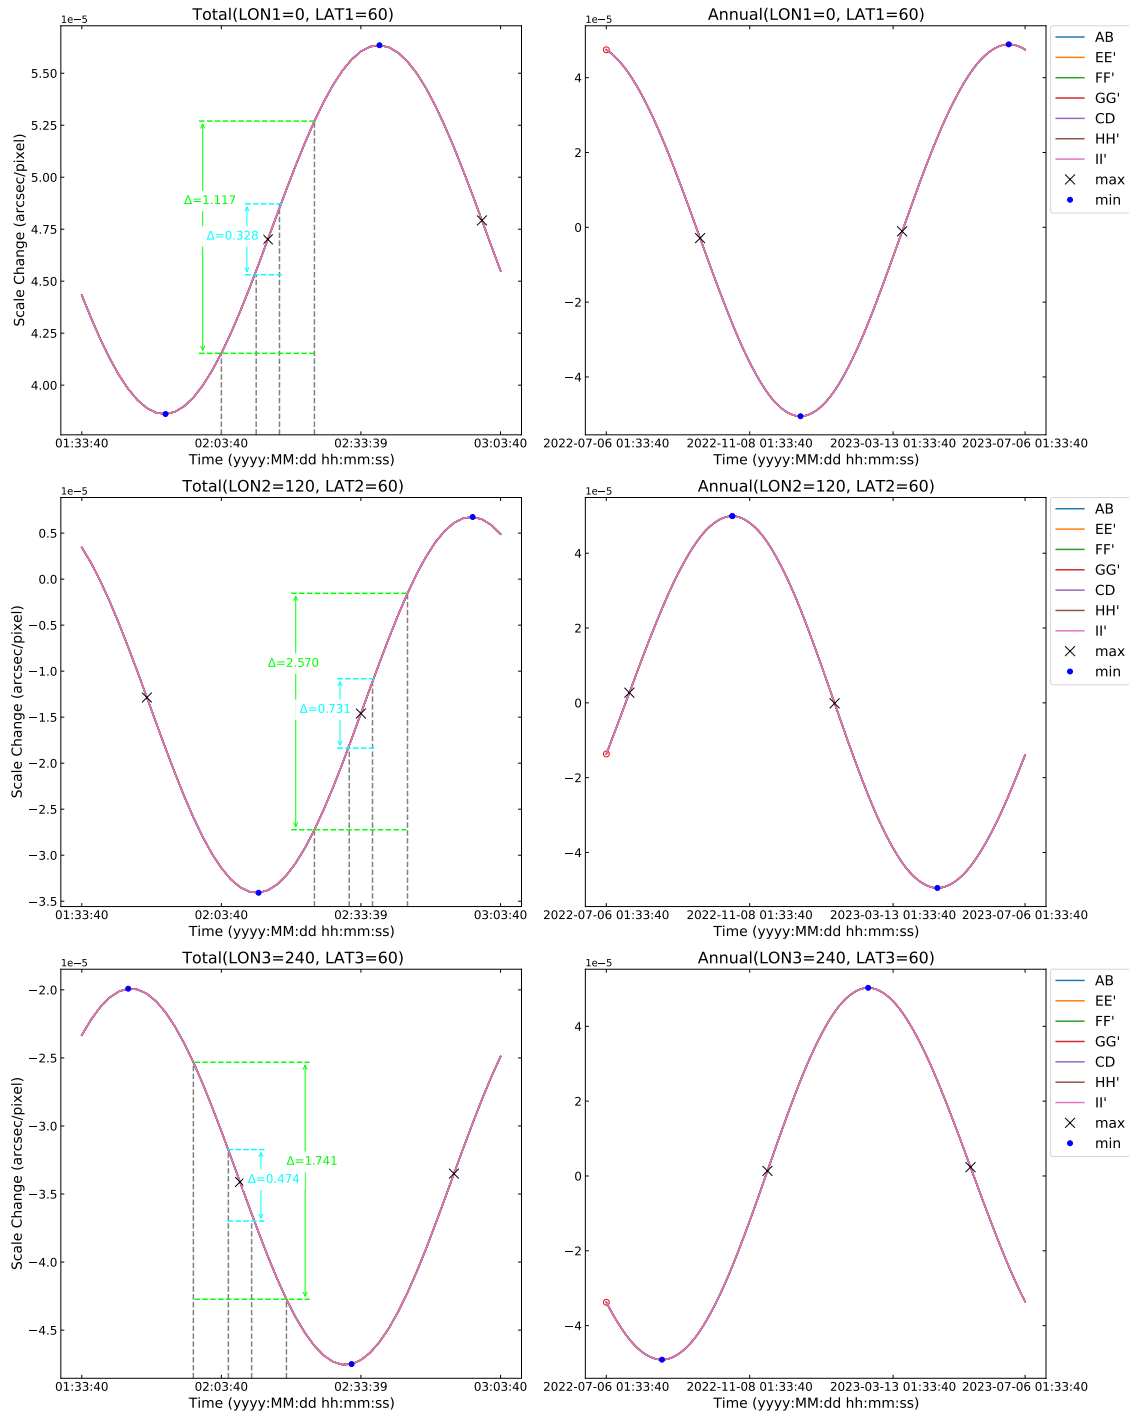 Total(LON1=0, LAT1=60)
1e−5
Scale Change (arcsec/pixel)
5.50
5.25
5.00
4.75
4.50
4.25
4.00
Δ=1.117
Δ=0.328
01:33:40
02:03:40
02:33:39
03:03:40
Time (yyyy:MM:dd hh:mm:ss)
Annual(LON1=0, LAT1=60)
1e−5
4
2
0
−2
−4
2022-07-06 01:33:40
2022-11-08 01:33:40
2023-03-13 01:33:40
2023-07-06 01:33:40
Time (yyyy:MM:dd hh:mm:ss)
AB
EE'
FF'
GG'
CD
HH'
II'
max
min
Total(LON2=120, LAT2=60)
1e−5
Scale Change (arcsec/pixel)
0.5
0.0
−0.5
−1.0
−1.5
−2.0
−2.5
−3.0
−3.5
Δ=2.570
Δ=0.731
01:33:40
02:03:40
02:33:39
03:03:40
Time (yyyy:MM:dd hh:mm:ss)
Annual(LON2=120, LAT2=60)
1e−5
4
2
0
−2
−4
2022-07-06 01:33:40
2022-11-08 01:33:40
2023-03-13 01:33:40
2023-07-06 01:33:40
Time (yyyy:MM:dd hh:mm:ss)
AB
EE'
FF'
GG'
CD
HH'
II'
max
min
Total(LON3=240, LAT3=60)
1e−5
Scale Change (arcsec/pixel)
−2.0
−2.5
−3.0
−3.5
−4.0
−4.5
Δ=1.741
Δ=0.474
01:33:40
02:03:40
02:33:39
03:03:40
Time (yyyy:MM:dd hh:mm:ss)
Annual(LON3=240, LAT3=60)
1e−5
4
2
0
−2
−4
2022-07-06 01:33:40
2022-11-08 01:33:40
2023-03-13 01:33:40
2023-07-06 01:33:40
Time (yyyy:MM:dd hh:mm:ss)
AB
EE'
FF'
GG'
CD
HH'
II'
max
min